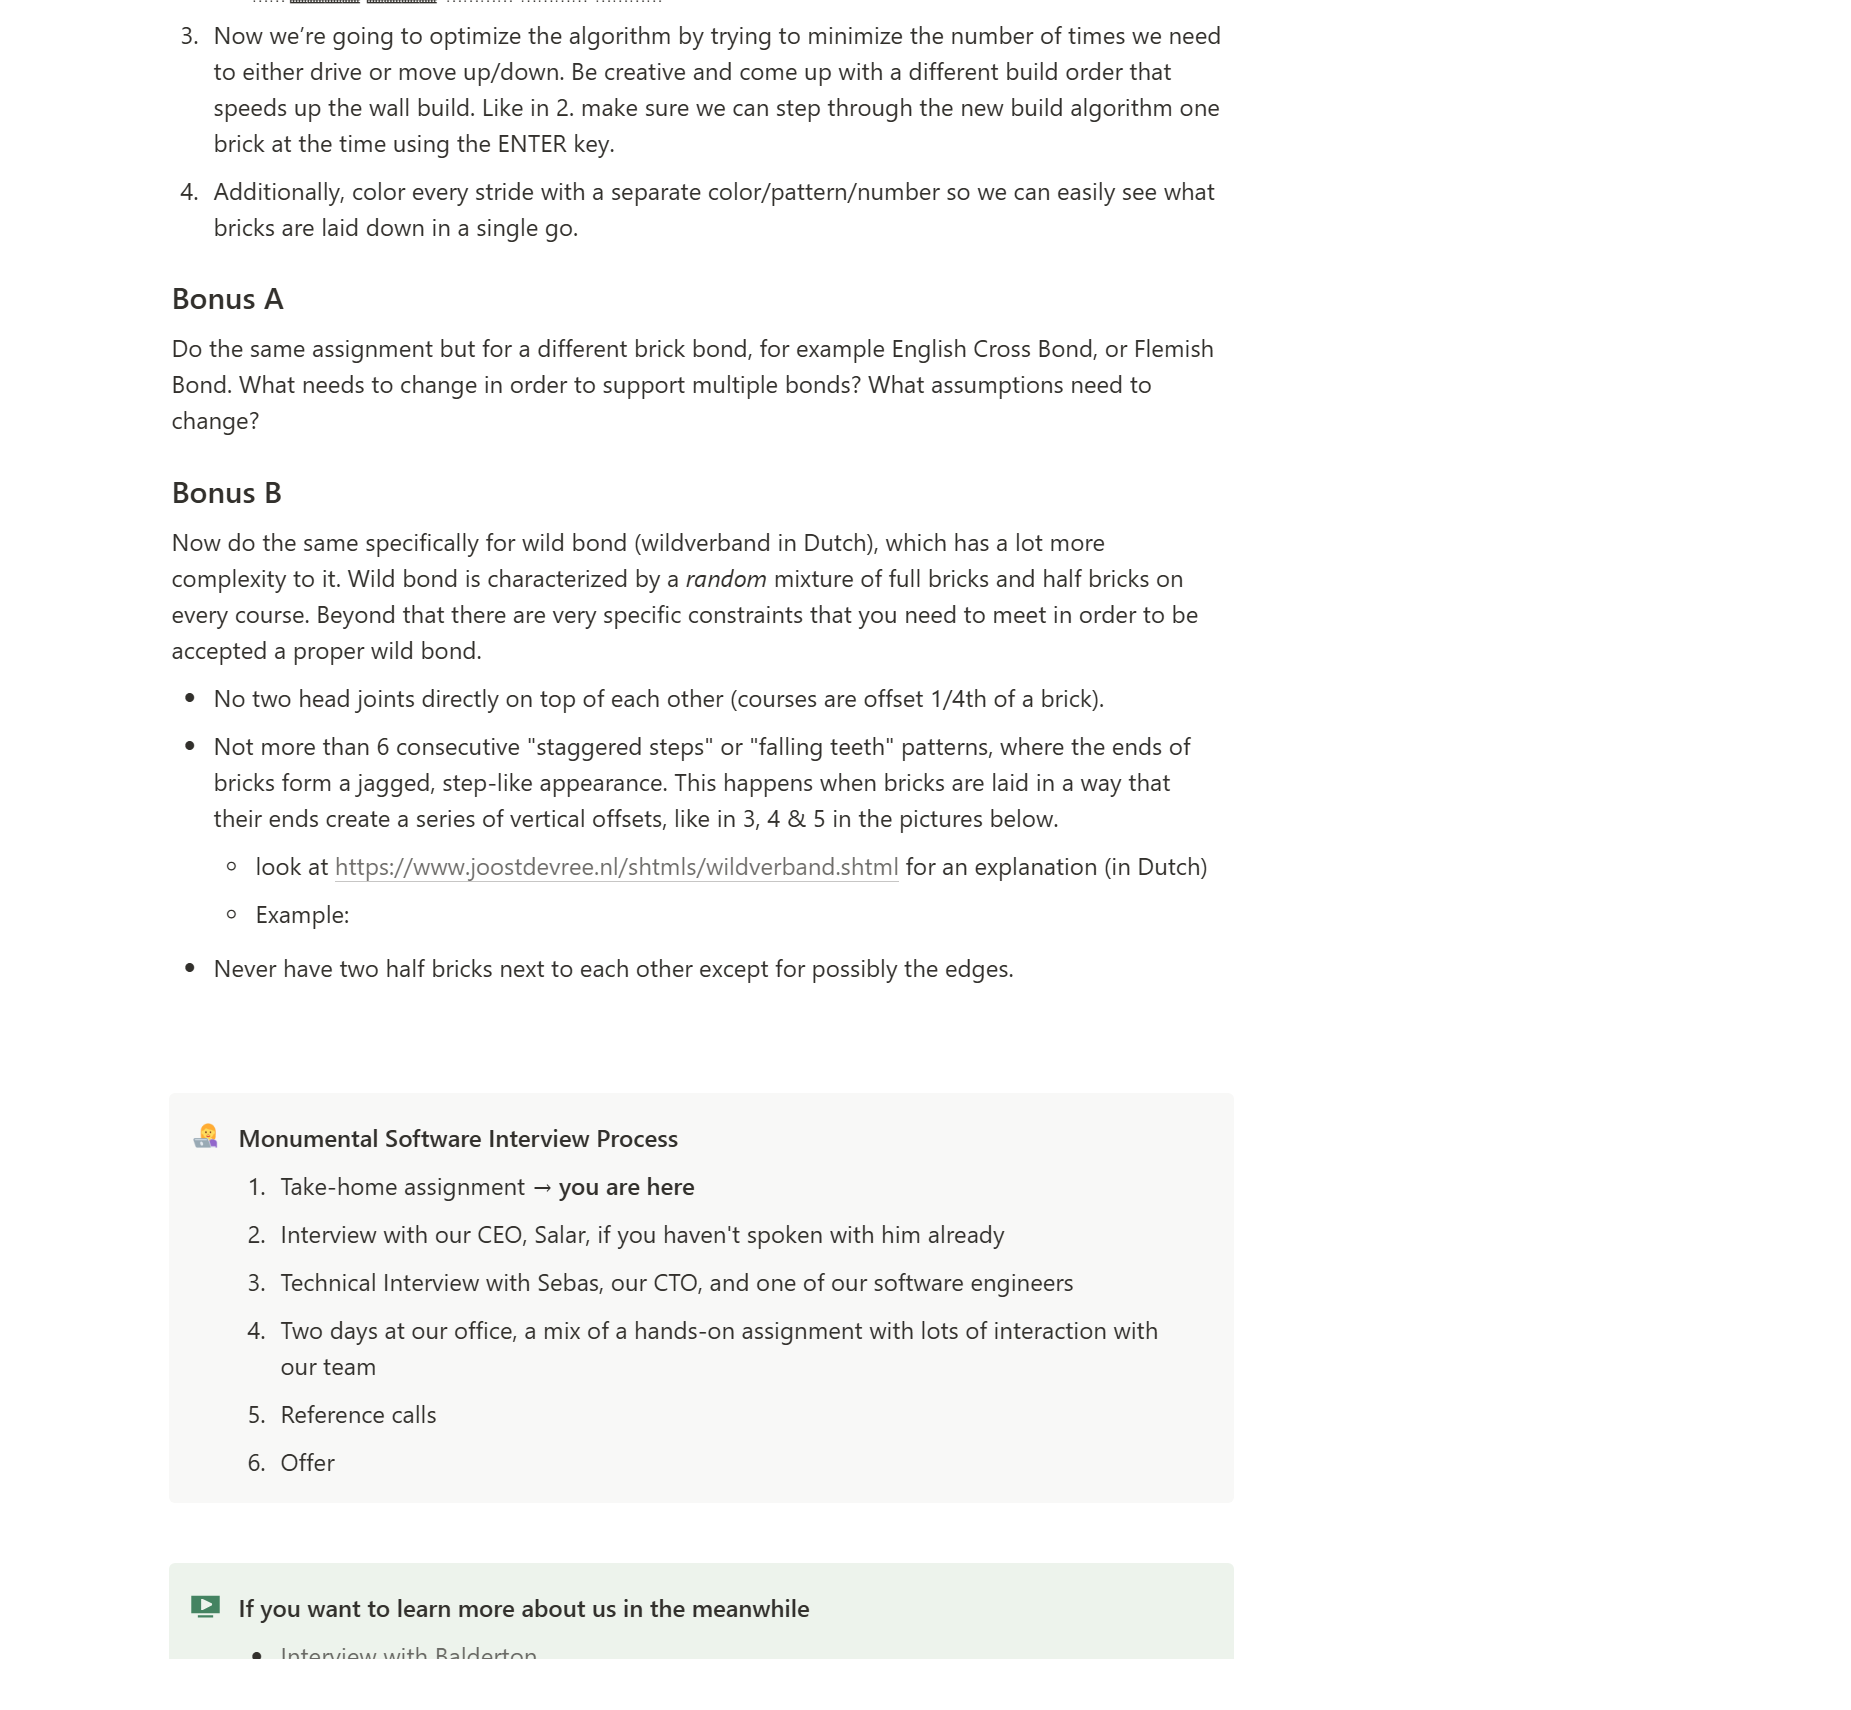 3. Now we’re going to optimize the algorithm by trying to minimize the number of times we need
to either drive or move up/down. Be creative and come up with a different build order that
speeds up the wall build. Like in 2. make sure we can step through the new build algorithm one
brick at the time using the ENTER key.
4. Additionally, color every stride with a separate color/pattern/number so we can easily see what
bricks are laid down in a single go.
Bonus A
Do the same assignment but for a different brick bond, for example English Cross Bond, or Flemish
Bond. What needs to change in order to support multiple bonds? What assumptions need to
change?
Bonus B
Now do the same specifically for wild bond (wildverband in Dutch), which has a lot more
complexity to it. Wild bond is characterized by a random mixture of full bricks and half bricks on
every course. Beyond that there are very specific constraints that you need to meet in order to be
accepted a proper wild bond.
• No two head joints directly on top of each other (courses are offset 1/4th of a brick).
• Not more than 6 consecutive "staggered steps" or "falling teeth" patterns, where the ends of
bricks form a jagged, step-like appearance. This happens when bricks are laid in a way that
their ends create a series of vertical offsets, like in 3, 4 & 5 in the pictures below.
◦ look at https://www.joostdevree.nl/shtmls/wildverband.shtml for an explanation (in Dutch)
◦ Example:
• Never have two half bricks next to each other except for possibly the edges.
Monumental Software Interview Process
1. Take-home assignment → you are here
2. Interview with our CEO, Salar, if you haven't spoken with him already
3. Technical Interview with Sebas, our CTO, and one of our software engineers
4. Two days at our office, a mix of a hands-on assignment with lots of interaction with
our team
5. Reference calls
6. Offer
If you want to learn more about us in the meanwhile
• Interview with Balderton